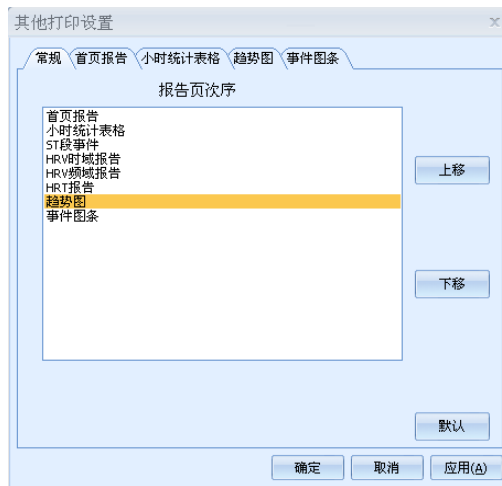 其他打印设置
常规 首页报告 小时统计表格 趋势图 事件图条
报告页次序
首页报告
小时统计表格
ST段事件
HRV时域报告
HRV频域报告
HRT报告
趋势图
事件图条
上移
下移
默认
确定 取消 应用(A)